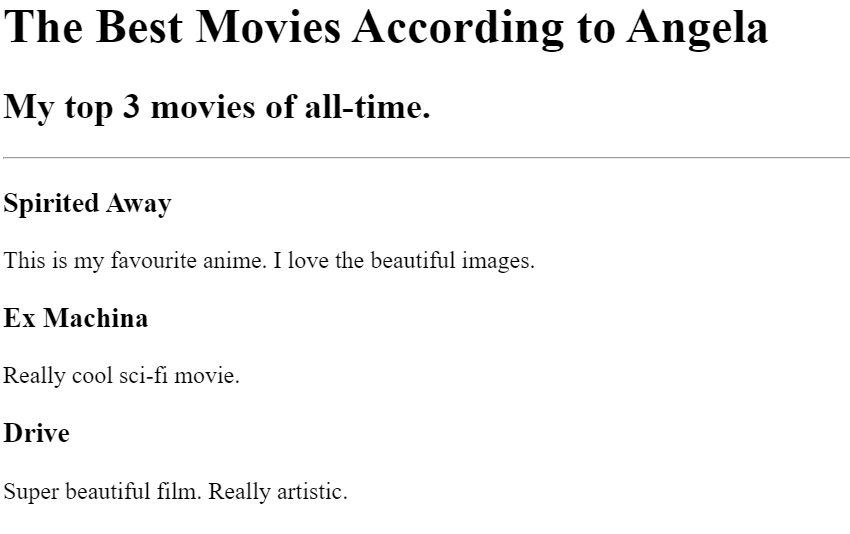 The Best Movies According to Angela
My top 3 movies of all-time.
Spirited Away
This is my favourite anime. I love the beautiful images.
Ex Machina
Really cool sci-fi movie.
Drive
Super beautiful film. Really artistic.